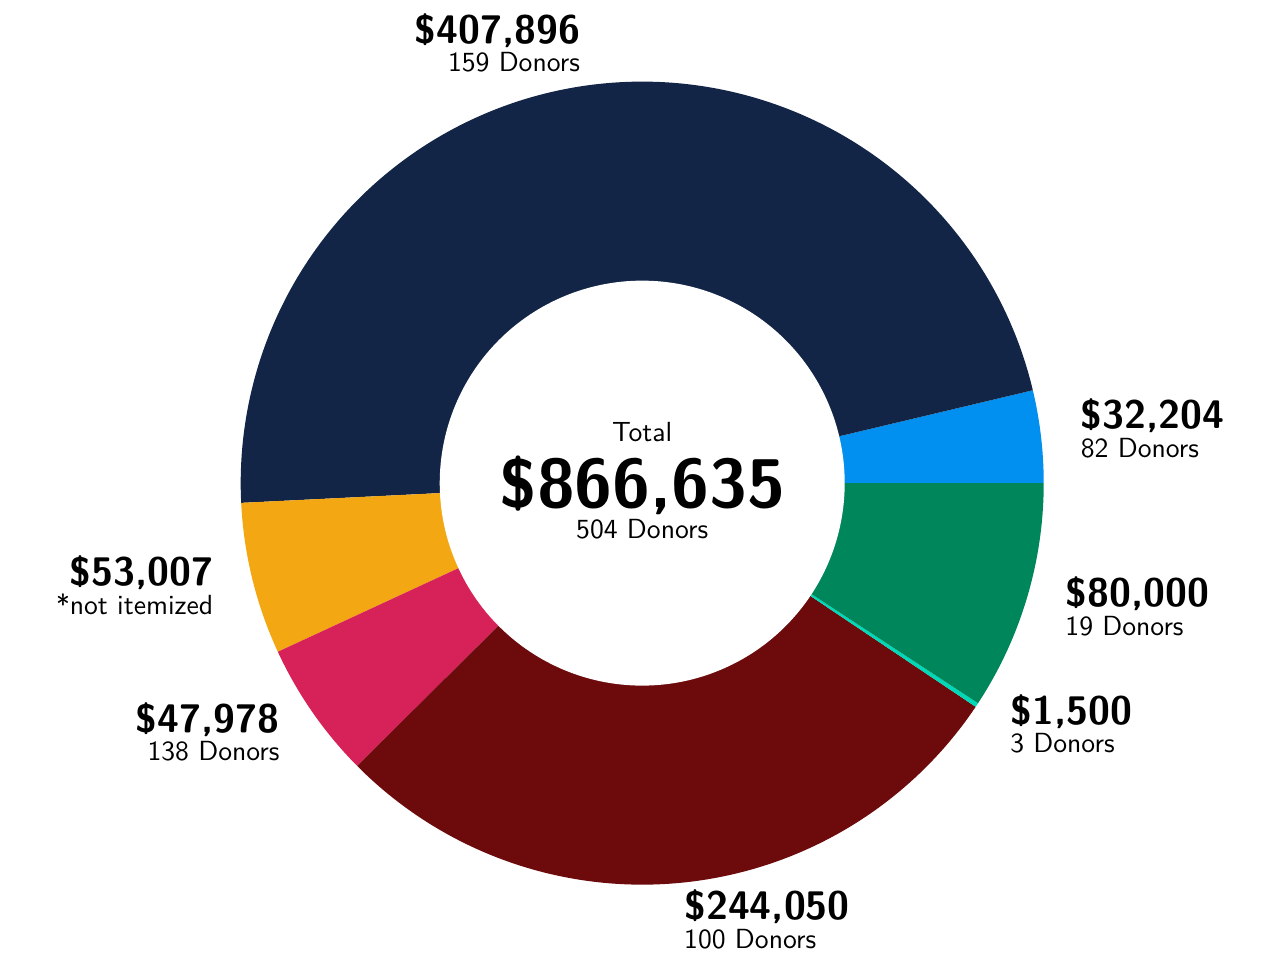 $407,896
159 Donors
$32,204
82 Donors
Total
$866,635
504 Donors
$53,007
*not itemized
$80,000
19 Donors
$47,978
138 Donors
$1,500
3 Donors
$244,050
100 Donors